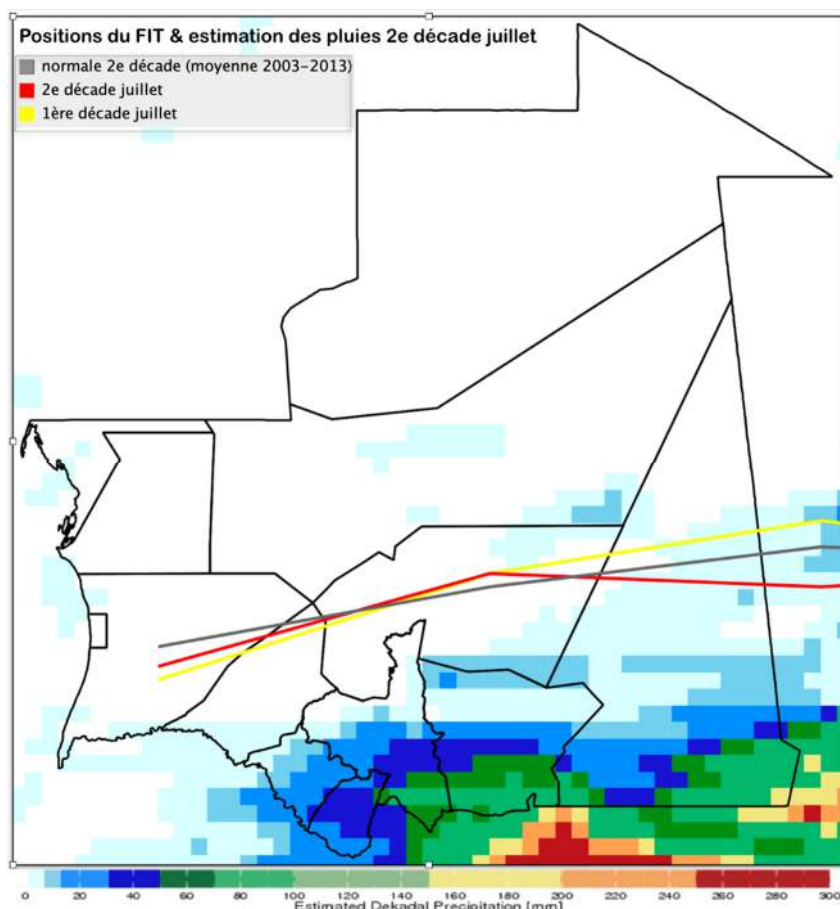 Positions du FIT & estimation des pluies 2e décade juillet
normale 2e décade (moyenne 2003-2013)
2e décade juillet
1ère décade juillet
0 20 40 60 80 100 120 140 160 180 200 220 240 260 280 300
Estimated Dekadal Precipitation [mm]